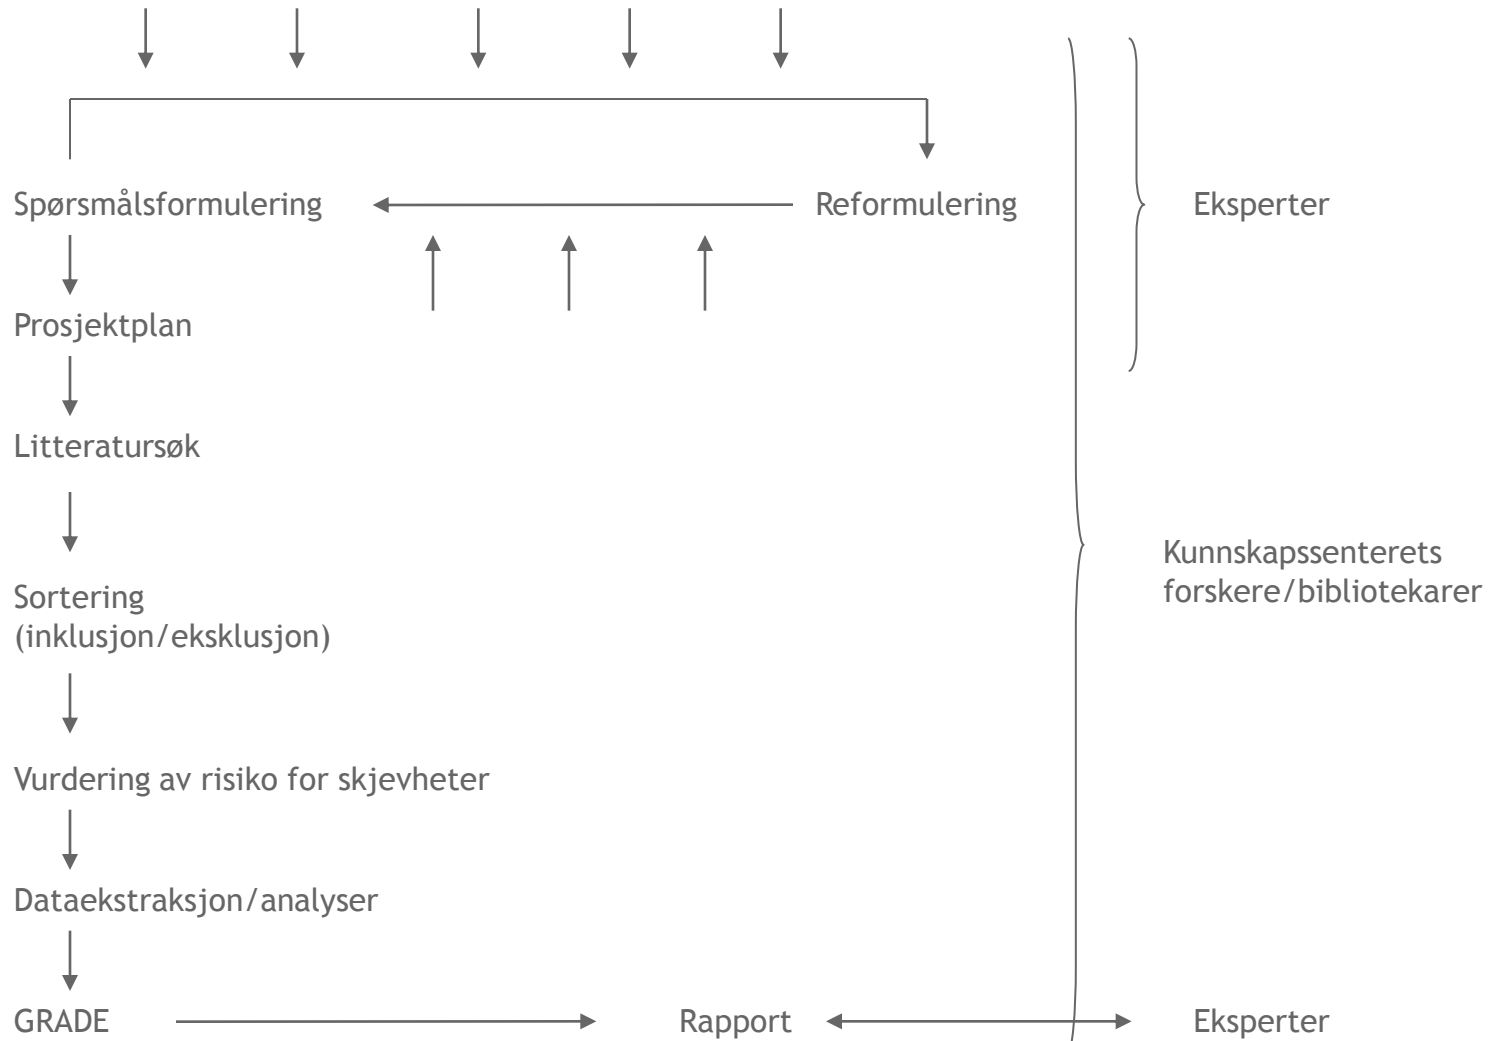 Spørsmålsformulering
Reformulering
Eksperter
Prosjektplan
Litteratursøk
Kunnskapssenterets
forskere/bibliotekarer
Sortering
(inklusjon/eksklusjon)
Vurdering av risiko for skjevheter
Dataekstraksjon/analyser
GRADE
Rapport
Eksperter